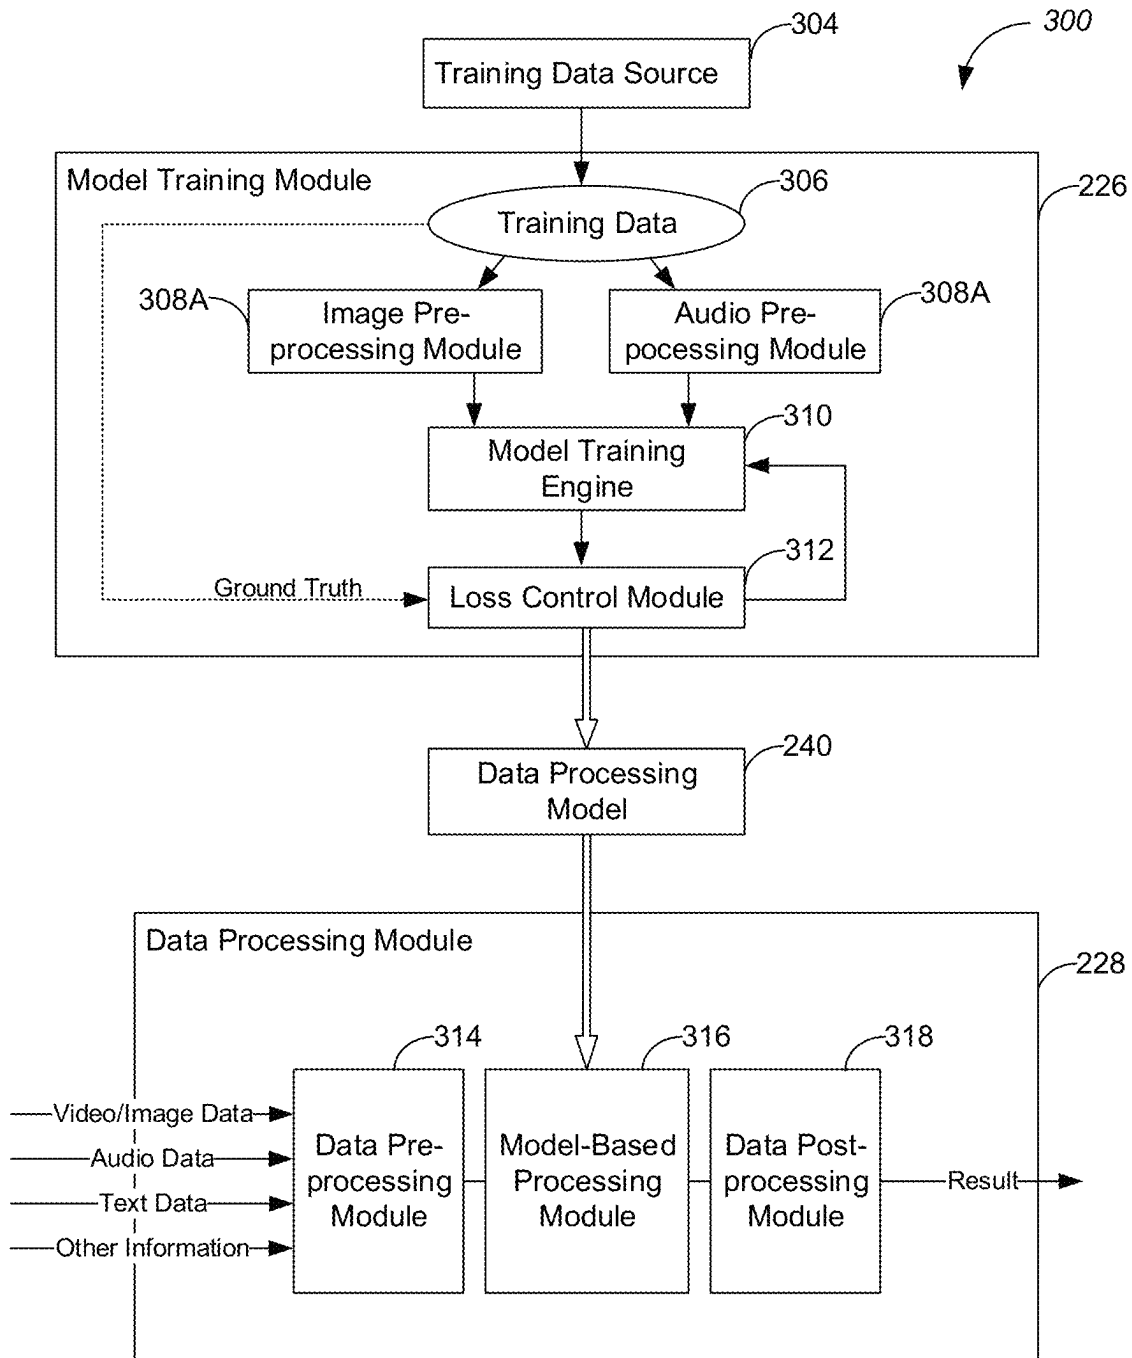 300
304
Training Data Source
Model Training Module
306
226
Training Data
308A
Image Pre-
processing Module
Audio Pre-
pocessing Module
308A
310
Model Training
Engine
312
Ground Truth
Loss Control Module
240
Data Processing
Model
Data Processing Module
228
314
316
318
Video/Image Data
Audio Data
Text Data
Other Information
Data Pre-
processing
Module
Model-Based
Processing
Module
Data Post-
processing
Module
Result